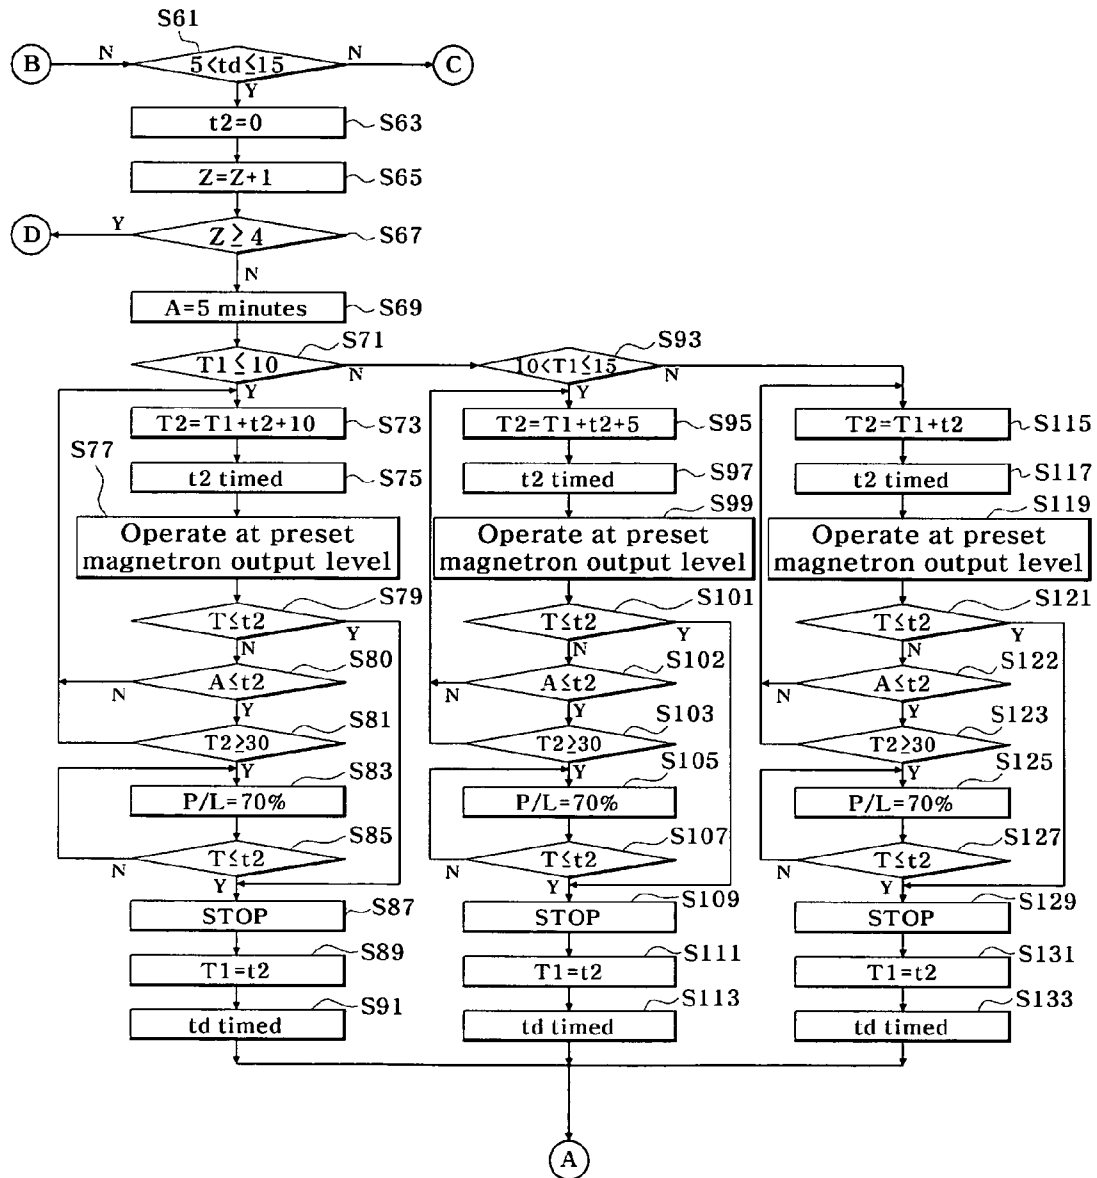 S61
B
N
5<td≤15
N
C
Y
t2=0
S63
Z=Z+1
S65
D
Y
Z≥4
S67
N
A=5 minutes
S69
T1≤10
S71
N
Y
10<T1≤15
S93
N
Y
T2=T1+t2+10
S73
T2=T1+t2+5
S95
T2=T1+t2
S115
S77
t2 timed
S75
t2 timed
S97
t2 timed
S117
S99
S119
Operate at preset
magnetron output level
Operate at preset
magnetron output level
Operate at preset
magnetron output level
S79
T≤t2
Y
N
S101
T≤t2
Y
N
S121
T≤t2
Y
N
S80
A≤t2
N
Y
S102
A≤t2
N
Y
S122
A≤t2
N
Y
S81
T2≥30
Y
S103
T2≥30
Y
S123
T2≥30
Y
S83
P/L=70%
S105
P/L=70%
S125
P/L=70%
S85
T≤t2
N
Y
S107
T≤t2
N
Y
S127
T≤t2
N
Y
STOP
S87
STOP
S109
STOP
S129
T1=t2
S89
T1=t2
S111
T1=t2
S131
td timed
S91
td timed
S113
td timed
S133
A